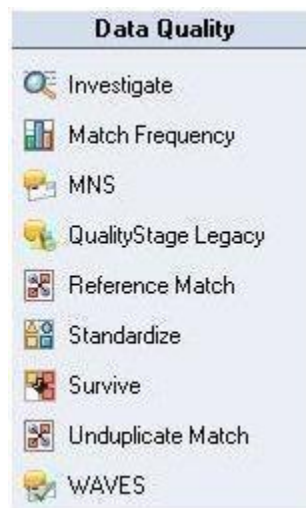 Data Quality
Investigate
Match Frequency
MNS
QualityStage Legacy
Reference Match
Standardize
Survive
Unduplicate Match
WAVES